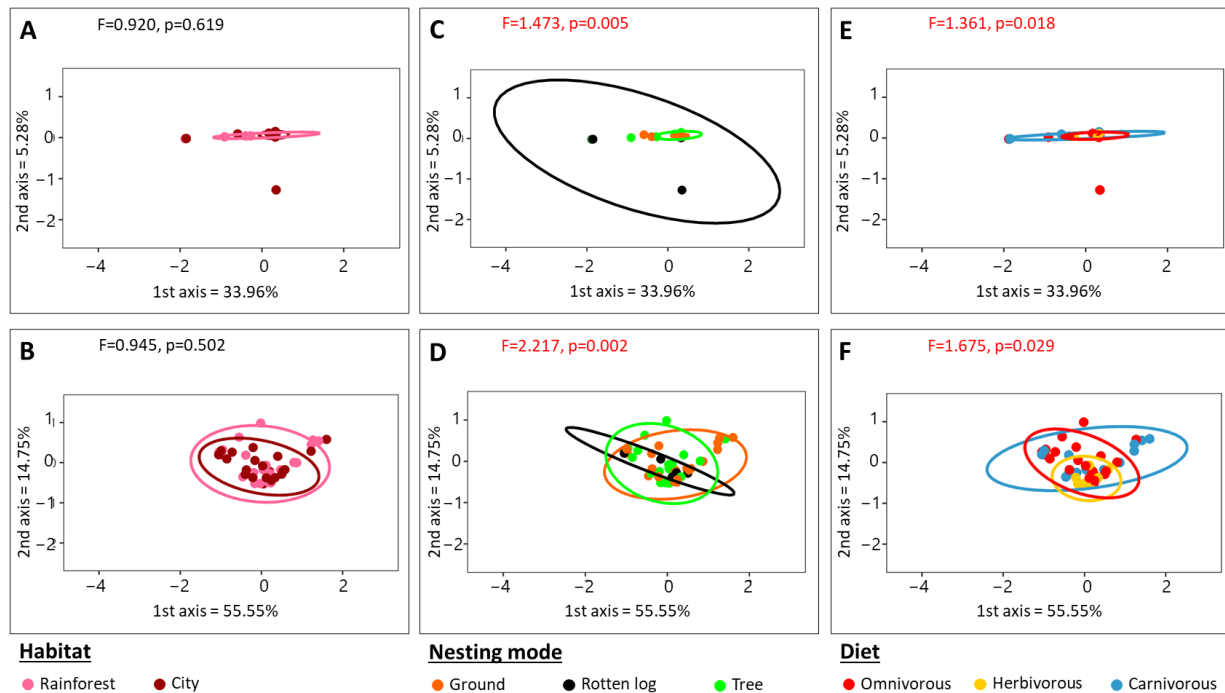 A
F=0.920, p=0.619
1
0
−1
−2
2nd axis = 5.28%
−4
−2
0
2
1st axis = 33.96%
C
F=1.473, p=0.005
1
0
−1
−2
2nd axis = 5.28%
−4
−2
0
2
1st axis = 33.96%
E
F=1.361, p=0.018
1
0
−1
−2
2nd axis = 5.28%
−4
−2
0
2
1st axis = 33.96%
B
F=0.945, p=0.502
1
0
−1
−2
2nd axis = 14.75%
−4
−2
0
2
1st axis = 55.55%
D
F=2.217, p=0.002
1
0
−1
−2
2nd axis = 14.75%
−4
−2
0
2
1st axis = 55.55%
F
F=1.675, p=0.029
1
0
−1
−2
2nd axis = 14.75%
−4
−2
0
2
1st axis = 55.55%
Habitat
Rainforest City
Nesting mode
Ground Rotten log Tree
Diet
Omnivorous Herbivorous Carnivorous